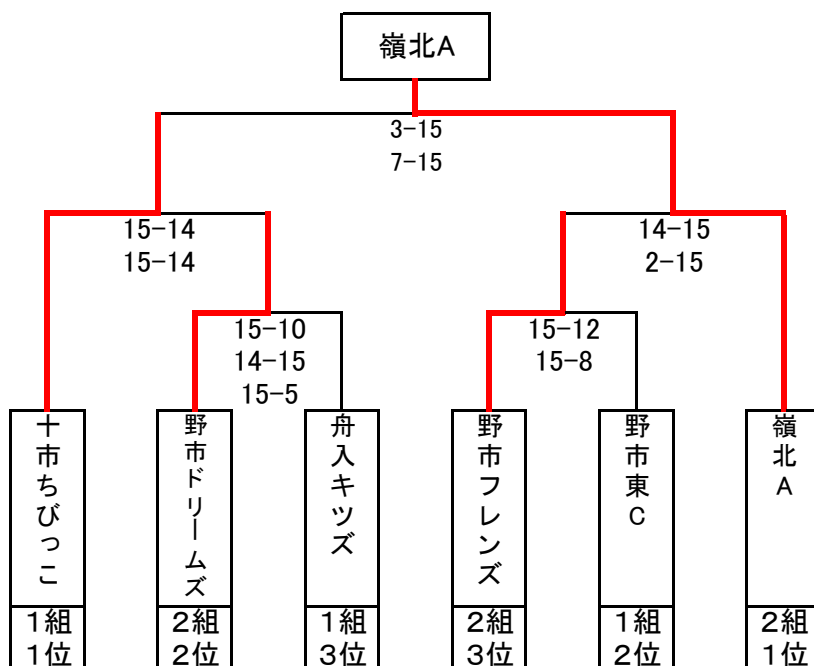 嶺北A
3-15
7-15
15-14
15-14
14-15
2-15
15-10
14-15
15-5
15-12
15-8
十市ちびっこ
野市ドリームズ
舟入キッズ
野市フレンズ
野市東C
嶺北A
1組
1位
2組
2位
1組
3位
2組
3位
1組
2位
2組
1位